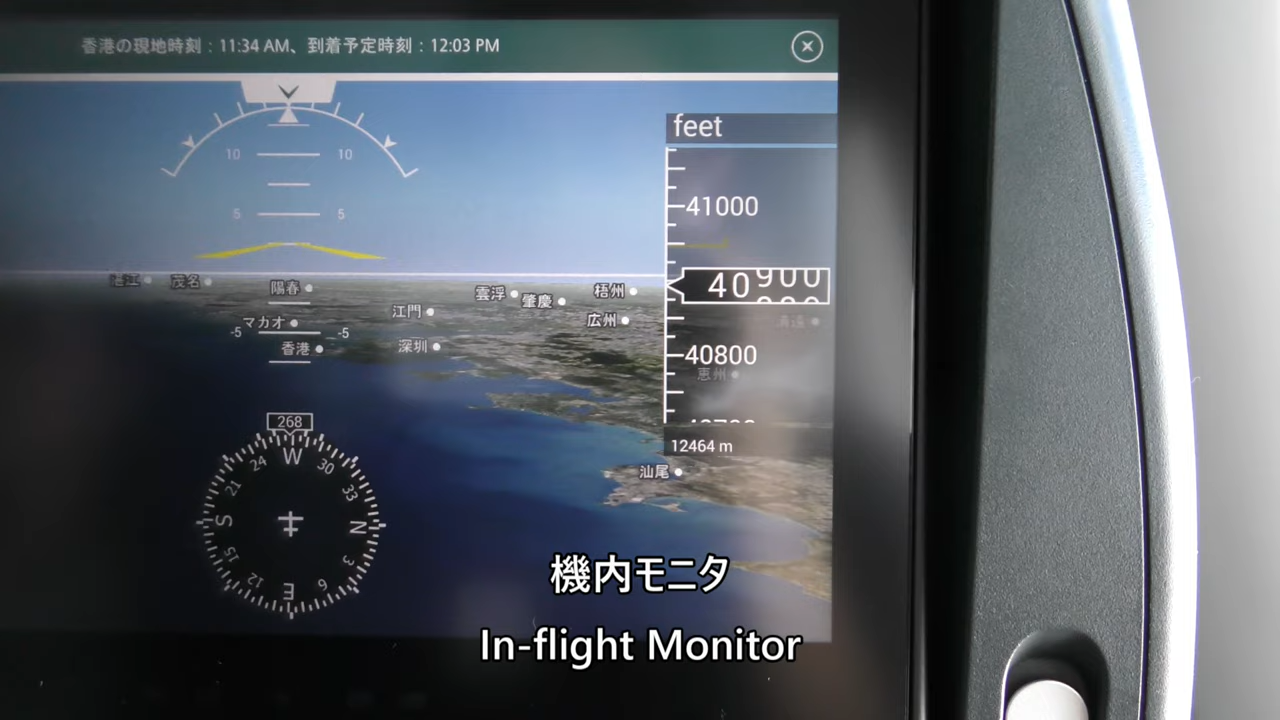 香港の現地時刻：11:34 AM、到着予定時刻：12:03 PM
feet
10 10
41000
5 5
湛江 茂名 陽春 雲浮 肇慶 梧州
40 900
マカオ 江門 広州
-5 -5
香港 深圳
40800
恵州
268
12464 m
汕尾
W 30 33 N 3 6 E 12 15 S 21 24
機内モニタ
In-flight Monitor